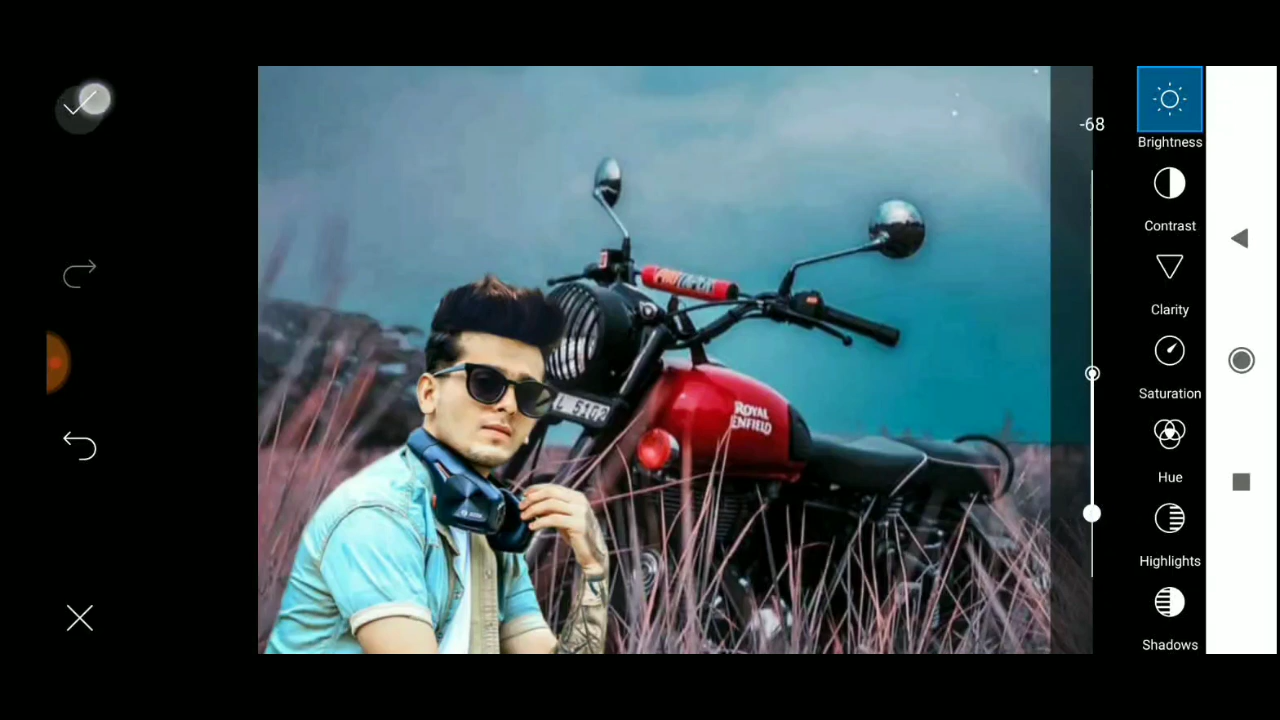 -68
Brightness
Contrast
Clarity
Saturation
Hue
Highlights
Shadows
ROYAL
ENFIELD